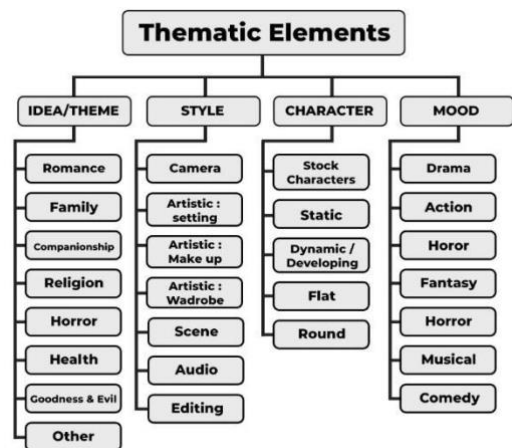 Thematic Elements
IDEA/THEME
Romance
Family
Companionship
Religion
Horror
Health
Goodness & Evil
Other
STYLE
Camera
Artistic :
setting
Artistic :
Make up
Artistic :
Wadrobe
Scene
Audio
Editing
CHARACTER
Stock
Characters
Static
Dynamic /
Developing
Flat
Round
MOOD
Drama
Action
Horor
Fantasy
Horror
Musical
Comedy